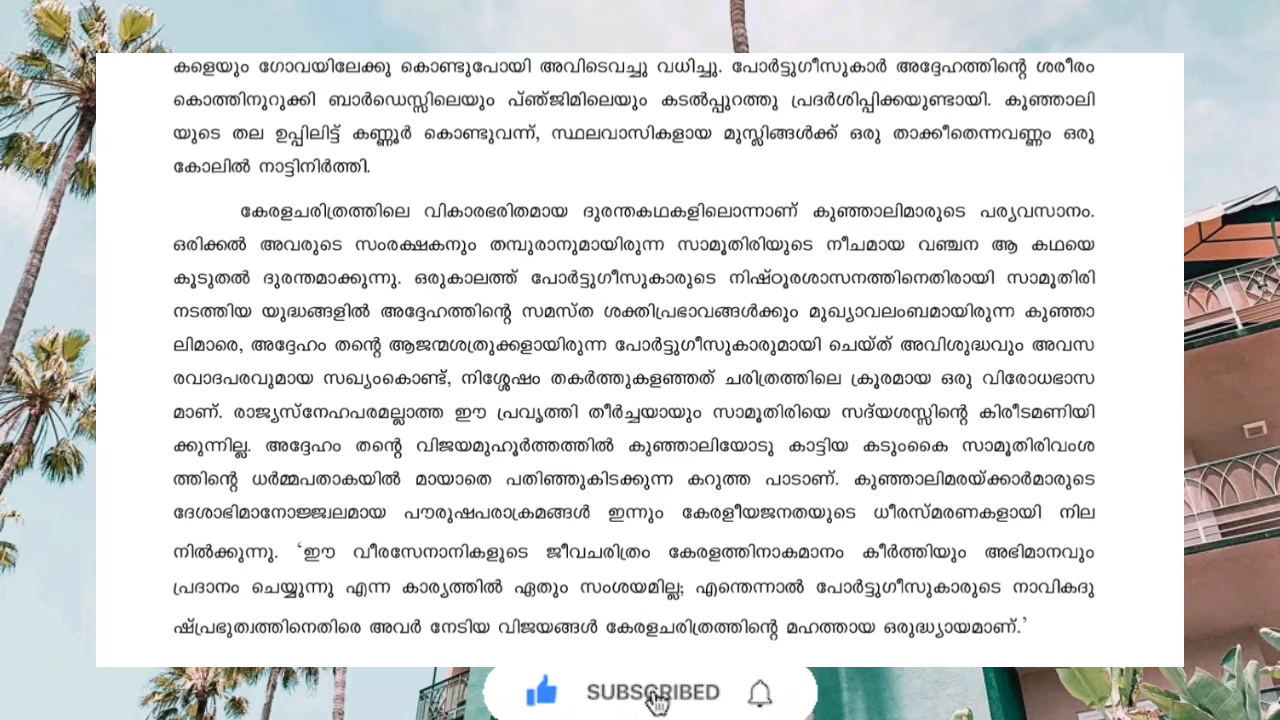 കളെയും ഗോവയിലേക്കു കൊണ്ടുപോയി അവിടെവച്ചു വധിച്ചു. പോർട്ടുഗീസുകാർ അദ്ദേഹത്തിന്റെ ശരീരം
കൊത്തിനുറുക്കി ബാർഡെസ്സിലെയും പ്ഞ്ജിമിലെയും കടൽപ്പുറത്തു പ്രദർശിപ്പിക്കയുണ്ടായി. കുഞ്ഞാലി
യുടെ തല ഉപ്പിലിട്ട് കണ്ണൂർ കൊണ്ടുവന്ന്, സ്ഥലവാസികളായ മുസ്ലിങ്ങൾക്ക് ഒരു താക്കീതെന്നവണ്ണം ഒരു
കോലിൽ നാട്ടിനിർത്തി.
കേരളചരിത്രത്തിലെ വികാരഭരിതമായ ദുരന്തകഥകളിലൊന്നാണ് കുഞ്ഞാലിമാരുടെ പര്യവസാനം.
ഒരിക്കൽ അവരുടെ സംരക്ഷകനും തമ്പുരാനുമായിരുന്ന സാമൂതിരിയുടെ നീചമായ വഞ്ചന ആ കഥയെ
കൂടുതൽ ദുരന്തമാക്കുന്നു. ഒരുകാലത്ത് പോർട്ടുഗീസുകാരുടെ നിഷ്ഠൂരശാസനത്തിനെതിരായി സാമൂതിരി
നടത്തിയ യുദ്ധങ്ങളിൽ അദ്ദേഹത്തിന്റെ സമസ്ത ശക്തിപ്രഭാവങ്ങൾക്കും മുഖ്യാവലംബമായിരുന്ന കുഞ്ഞാ
ലിമാരെ, അദ്ദേഹം തന്റെ ആജന്മശത്രുക്കളായിരുന്ന പോർട്ടുഗീസുകാരുമായി ചെയ്ത് അവിശുദ്ധവും അവസ
രവാദപരവുമായ സഖ്യംകൊണ്ട്, നിശ്ശേഷം തകർത്തുകളഞ്ഞത് ചരിത്രത്തിലെ ക്രൂരമായ ഒരു വിരോധഭാസ
മാണ്. രാജ്യസ്നേഹപരമല്ലാത്ത ഈ പ്രവൃത്തി തീർച്ചയായും സാമൂതിരിയെ സദ്യശസ്സിന്റെ കിരീടമണിയി
ക്കുന്നില്ല. അദ്ദേഹം തന്റെ വിജയമുഹൂർത്തത്തിൽ കുഞ്ഞാലിയോടു കാട്ടിയ കടുംകൈ സാമൂതിരിവംശ
ത്തിന്റെ ധർമ്മപതാകയിൽ മായാതെ പതിഞ്ഞുകിടക്കുന്ന കറുത്ത പാടാണ്. കുഞ്ഞാലിമരയ്ക്കാർമാരുടെ
ദേശാഭിമാനോജ്ജ്വലമായ പൗരുഷപരാക്രമങ്ങൾ ഇന്നും കേരളീയജനതയുടെ ധീരസ്മരണകളായി നില
നിൽക്കുന്നു. ‘ഈ വീരസേനാനികളുടെ ജീവചരിത്രം കേരളത്തിനാകമാനം കീർത്തിയും അഭിമാനവും
പ്രദാനം ചെയ്യുന്നു എന്ന കാര്യത്തിൽ ഏതും സംശയമില്ല; എന്തെന്നാൽ പോർട്ടുഗീസുകാരുടെ നാവികദു
ഷ്പ്രഭുത്വത്തിനെതിരെ അവർ നേടിയ വിജയങ്ങൾ കേരളചരിത്രത്തിന്റെ മഹത്തായ ഒരുദ്ധ്യായമാണ്.’
SUBSCRIBED